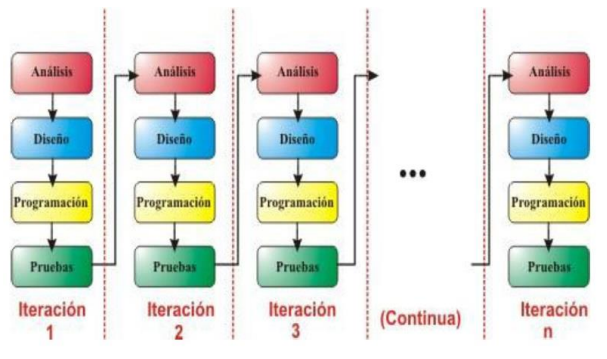 Análisis
Diseño
Programación
Pruebas
Iteración
1
Análisis
Diseño
Programación
Pruebas
Iteración
2
Análisis
Diseño
Programación
Pruebas
Iteración
3
...
(Continua)
Análisis
Diseño
Programación
Pruebas
Iteración
n